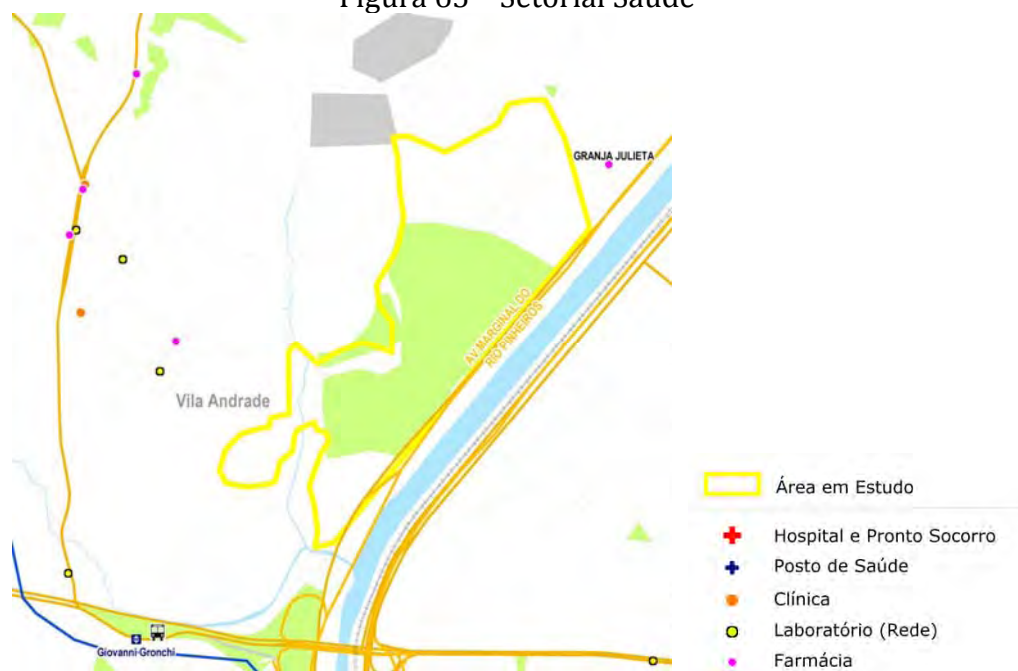 Figura 65 – Setorial Saúde
GRANJA JULIETA
AV MARGINAL DO
RIO PINHEIROS
Vila Andrade
Giovanni Gronchi
Área em Estudo
Hospital e Pronto Socorro
Posto de Saúde
Clínica
Laboratório (Rede)
Farmácia